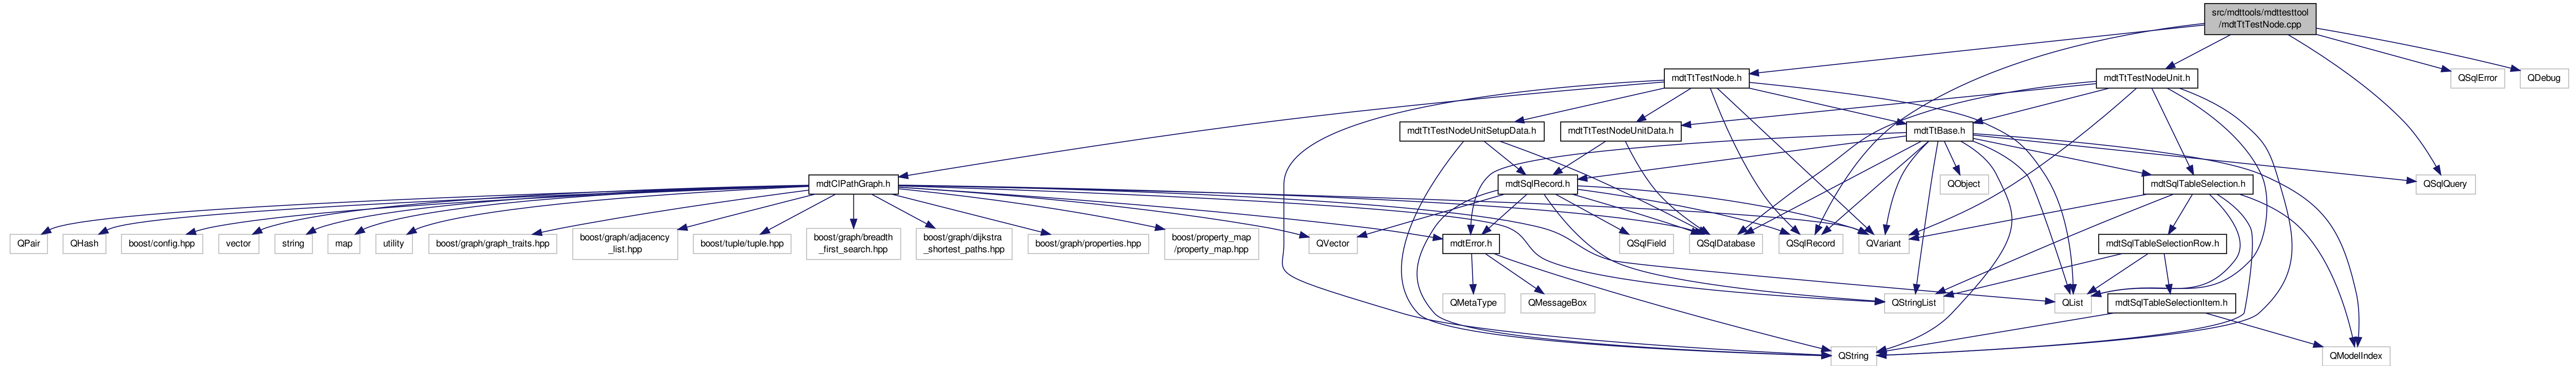 src/mdttools/mdttesttool
/mdtTtTestNode.cpp
mdtTtTestNode.h
mdtTtTestNodeUnit.h
QSqlError
QDebug
mdtTtTestNodeUnitSetupData.h
mdtTtTestNodeUnitData.h
mdtTtBase.h
mdtClPathGraph.h
mdtSqlRecord.h
QObject
mdtSqlTableSelection.h
QSqlQuery
QPair
QHash
boost/config.hpp
vector
string
map
utility
boost/graph/graph_traits.hpp
boost/graph/adjacency
_list.hpp
boost/tuple/tuple.hpp
boost/graph/breadth
_first_search.hpp
boost/graph/dijkstra
_shortest_paths.hpp
boost/graph/properties.hpp
boost/property_map
/property_map.hpp
QVector
mdtError.h
QSqlField
QSqlDatabase
QSqlRecord
QVariant
mdtSqlTableSelectionRow.h
QMetaType
QMessageBox
QStringList
QList
mdtSqlTableSelectionItem.h
QString
QModelIndex